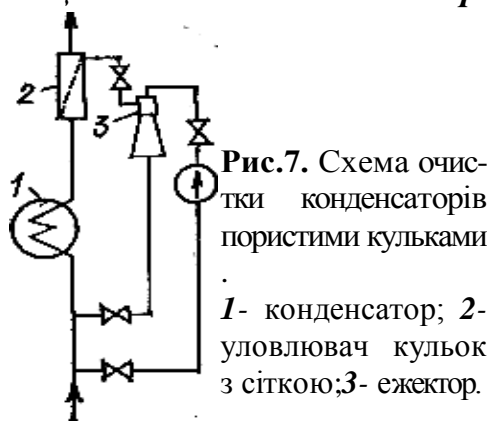 2
3
1
Рис.7. Схема очис-
тки конденсаторів
пористими кульками
.
1- конденсатор; 2-
уловлювач кульок
з сіткою;3- ежектор.